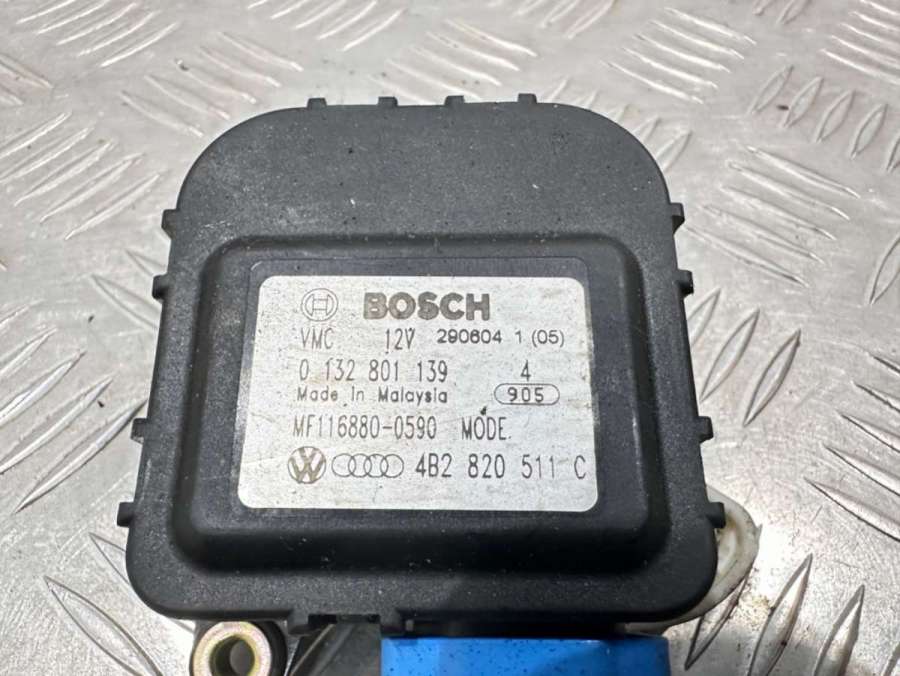 BOSCH
VMC 12V 290604 1 (05)
0 132 801 139 4
Made in Malaysia 905
MF116880-0590 MODE.
VW 4B2 820 511 C